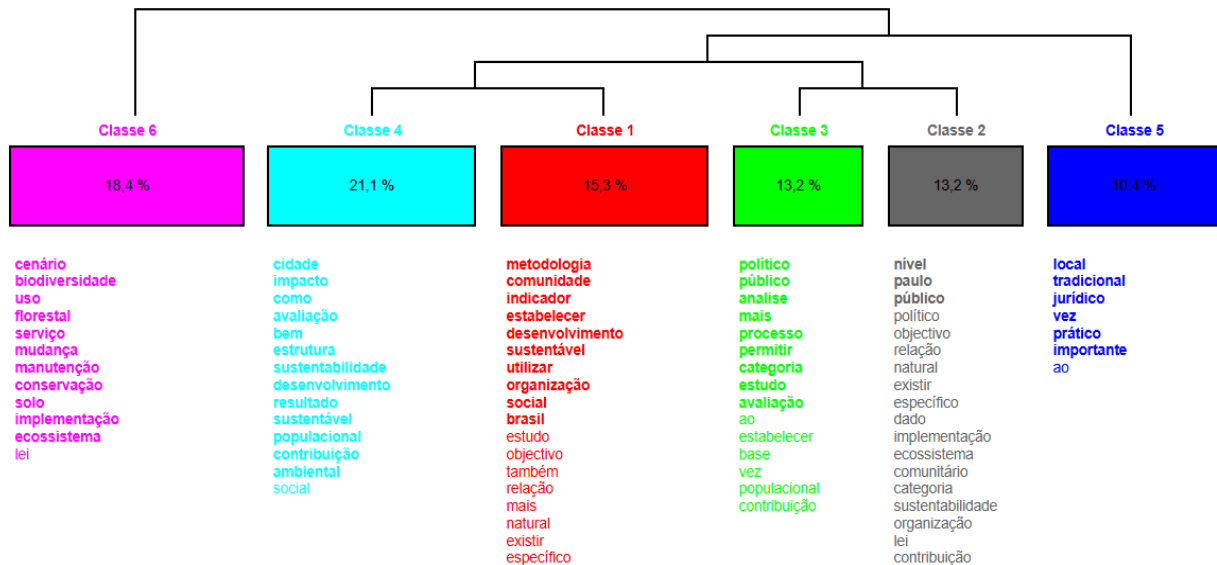 Classe 6
18,4 %
cenário
biodiversidade
uso
florestal
serviço
mudança
manutenção
conservação
solo
implementação
ecossistema
lei
Classe 4
21,1 %
cidade
impacto
como
avaliação
bem
estrutura
sustentabilidade
desenvolvimento
resultado
sustentável
populacional
contribuição
ambiental
social
Classe 1
15,3 %
metodologia
comunidade
indicador
estabelecer
desenvolvimento
sustentável
utilizar
organização
social
brasil
estudo
objectivo
também
relação
mais
natural
existir
específico
Classe 3
13,2 %
político
público
analise
mais
processo
permitir
categoria
estudo
avaliação
ao
estabelecer
base
vez
populacional
contribuição
Classe 2
13,2 %
nível
paulo
público
político
objectivo
relação
natural
existir
específico
dado
implementação
ecossistema
comunitário
categoria
sustentabilidade
organização
lei
contribuição
Classe 5
10,4 %
local
tradicional
jurídico
vez
prático
importante
ao